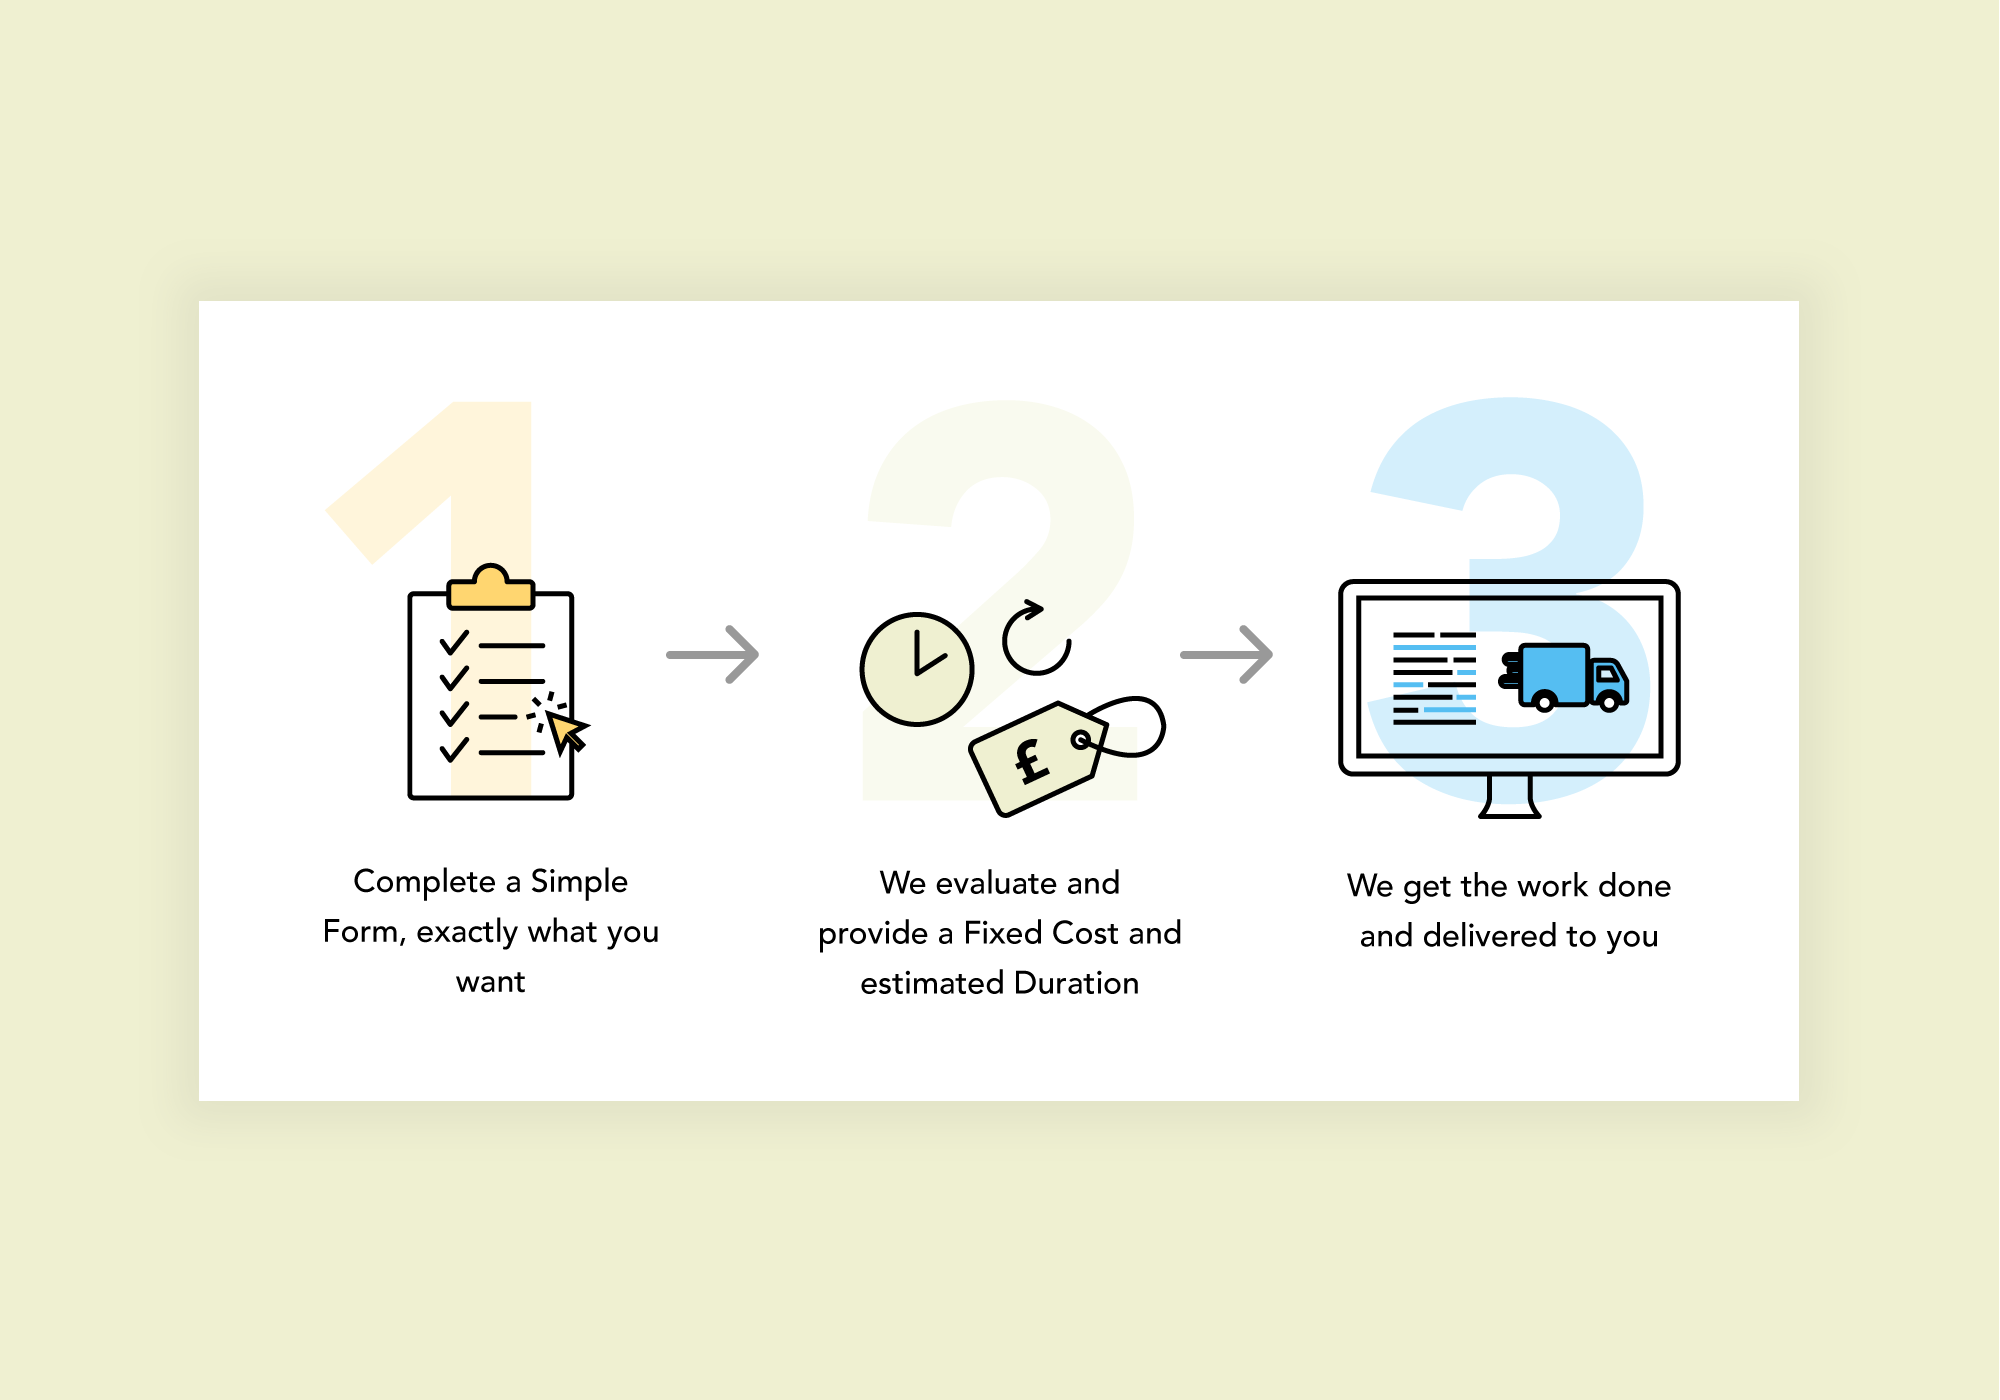 1
Complete a Simple
Form, exactly what you
want
2
£
We evaluate and
provide a Fixed Cost and
estimated Duration
3
We get the work done
and delivered to you